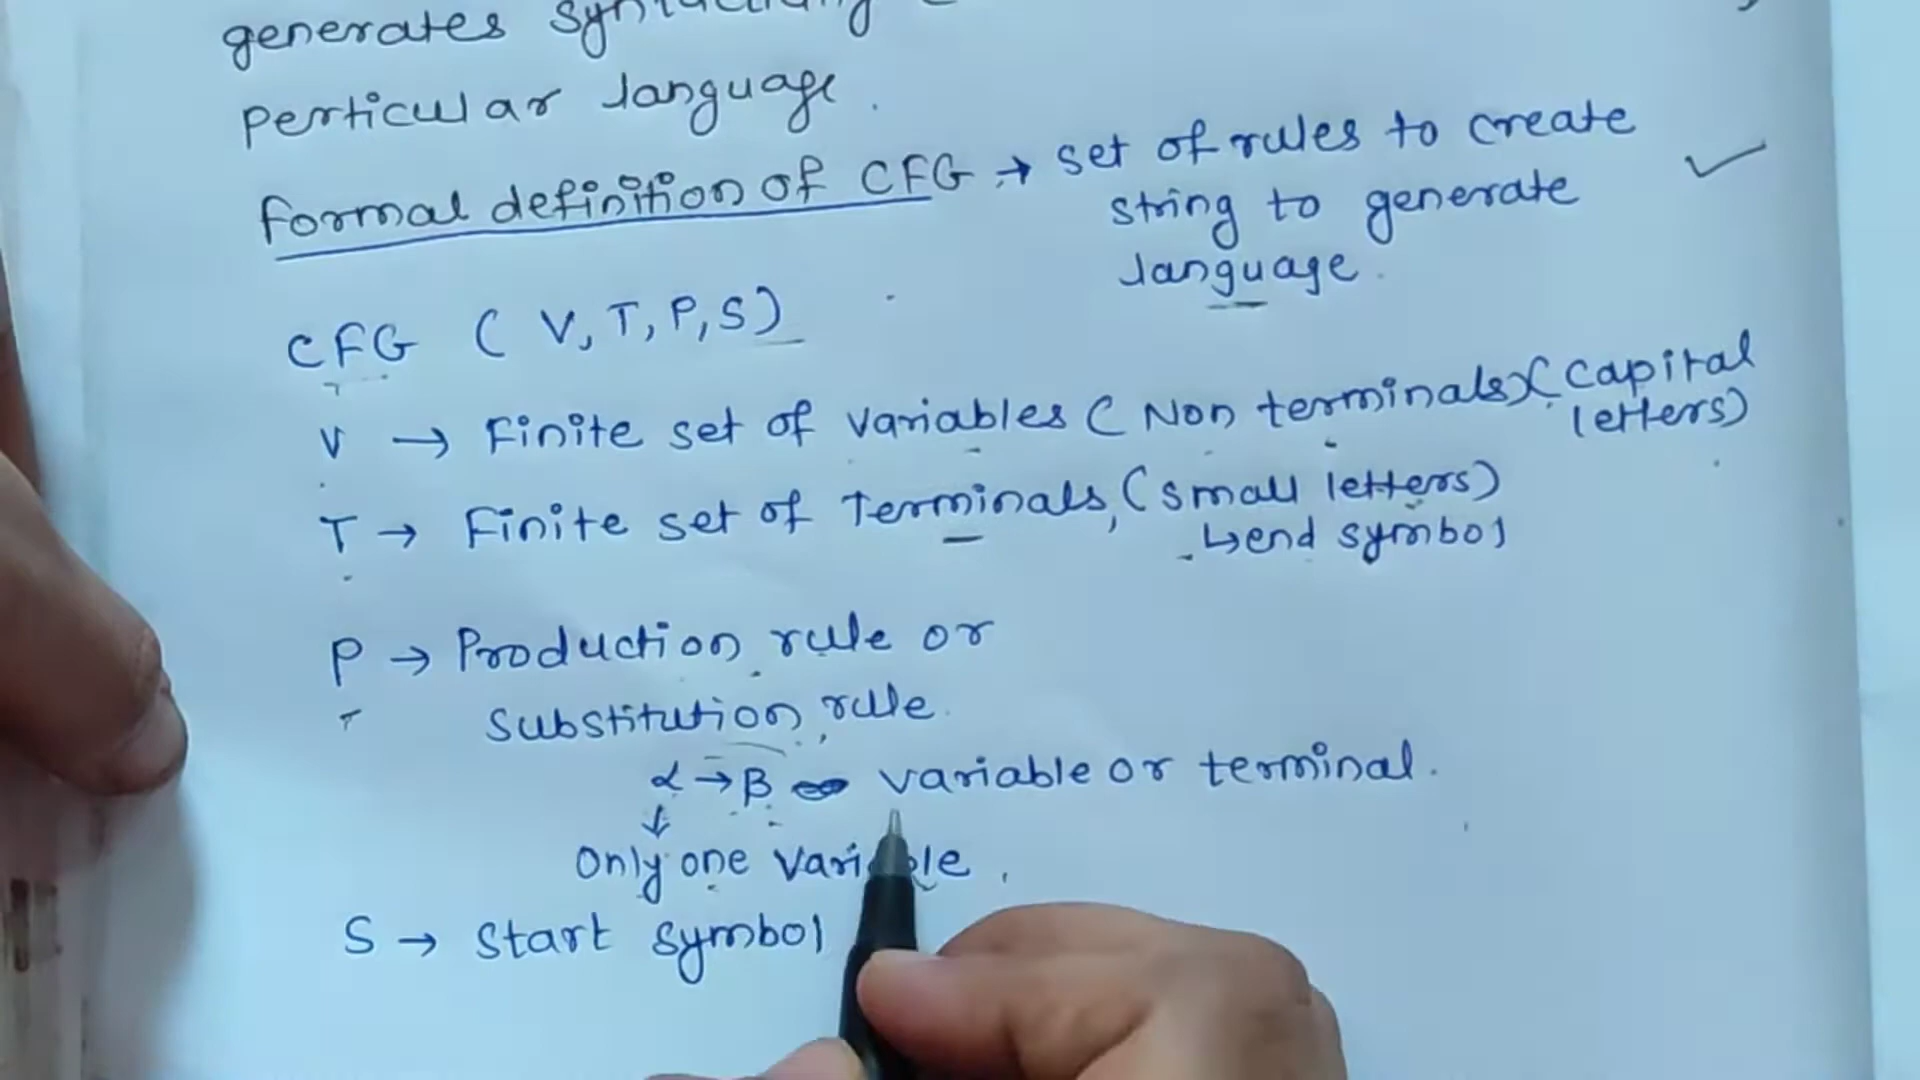 generates
perticular language.
formal definition of CFG → set of rules to create
string to generate
language.
CFG ( V, T, P, S )
V → Finite set of variables ( Non terminals) ( capital
letters)
T → Finite set of Terminals, ( small letters)
↳ end symbol
P → Production rule or
Substitution rule.
α → β variable or terminal.
↓
Only one variable.
S → Start symbol